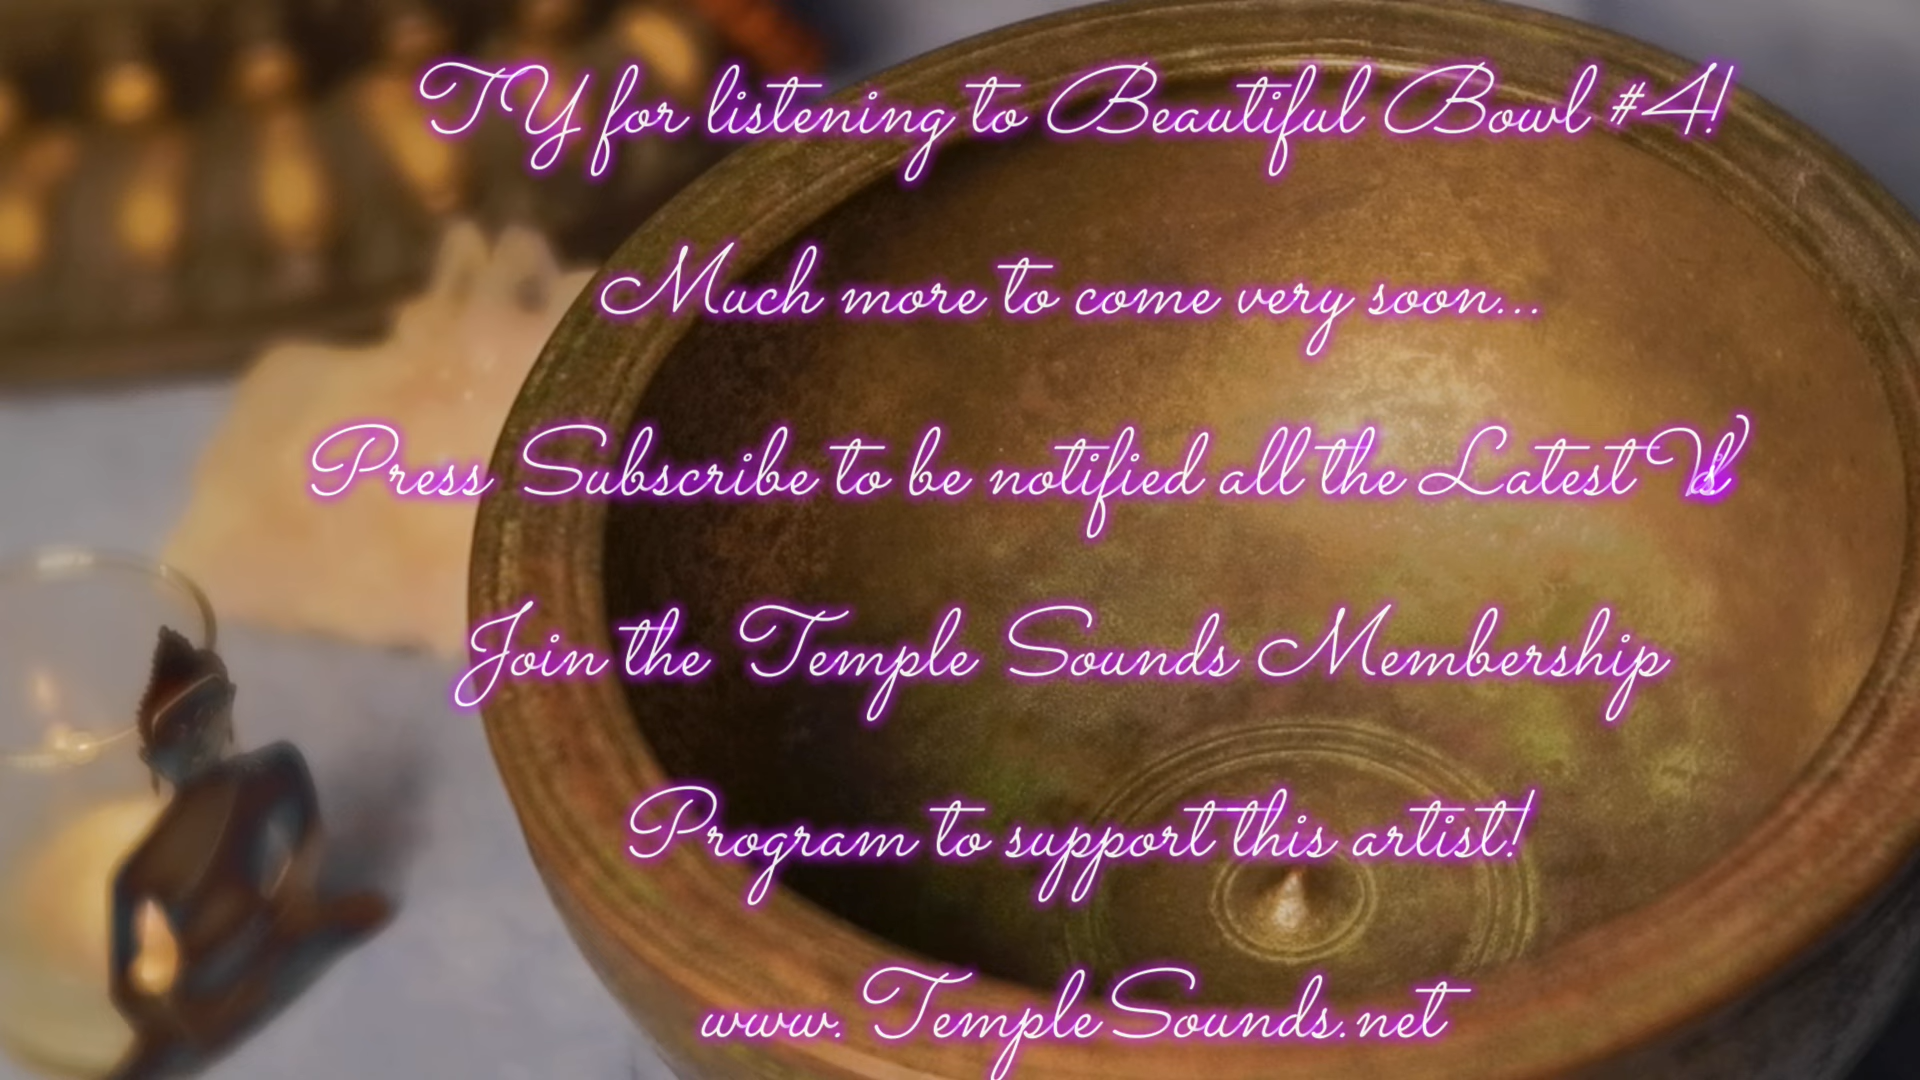 TY for listening to Beautiful Bowl #4!
Much more to come very soon...
Press Subscribe to be notified all the Latest
Join the Temple Sounds Membership
Program to support this artist!
www.TempleSounds.net